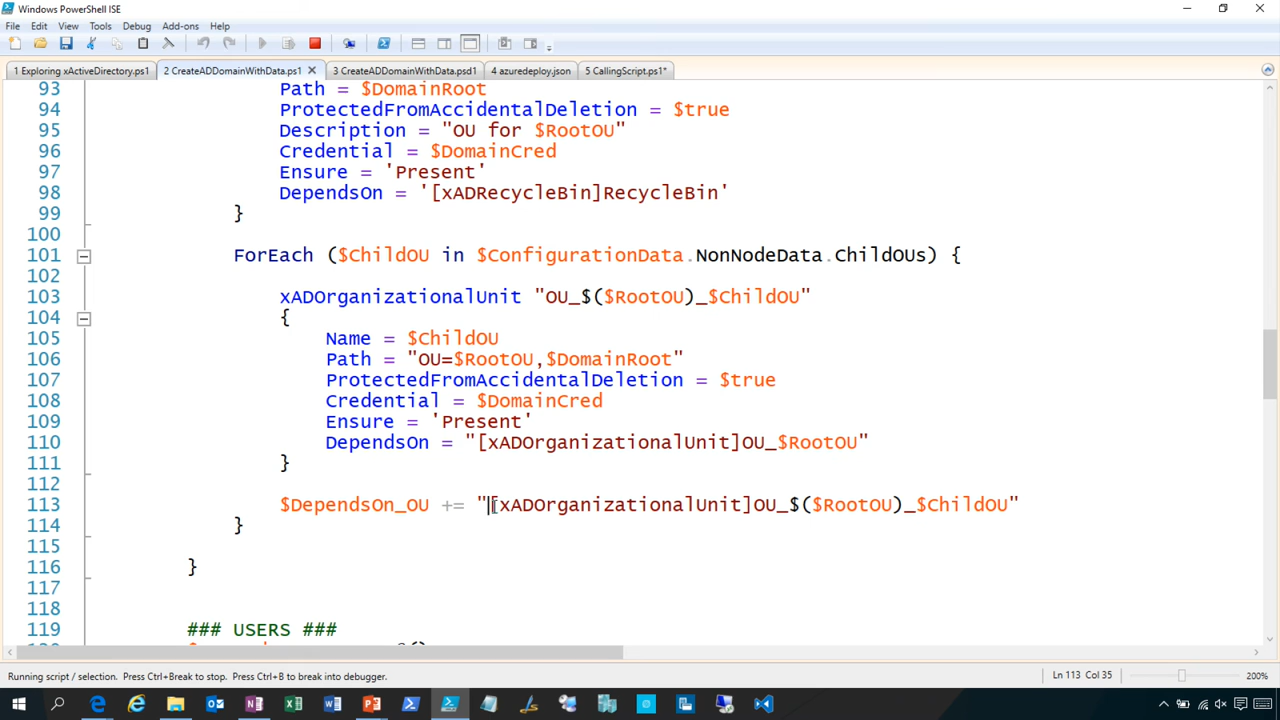 Windows PowerShell ISE
File Edit View Tools Debug Add-ons Help
1 Exploring xActiveDirectory.ps1 2 CreateADDomainWithData.ps1 3 CreateADDomainWithData.psd1 4 azuredeploy.json 5 CallingScript.ps1*
93 Path = $DomainRoot
94 ProtectedFromAccidentalDeletion = $true
95 Description = "OU for $RootOU"
96 Credential = $DomainCred
97 Ensure = 'Present'
98 DependsOn = '[xADRecycleBin]RecycleBin'
99 }
100
101 ForEach ($ChildOU in $ConfigurationData.NonNodeData.ChildOUs) {
102
103 xADOrganizationalUnit "OU_$($RootOU)_$ChildOU"
104 {
105 Name = $ChildOU
106 Path = "OU=$RootOU,$DomainRoot"
107 ProtectedFromAccidentalDeletion = $true
108 Credential = $DomainCred
109 Ensure = 'Present'
110 DependsOn = "[xADOrganizationalUnit]OU_$RootOU"
111 }
112
113 $DependsOn_OU += "[xADOrganizationalUnit]OU_$($RootOU)_$ChildOU"
114 }
115
116 }
117
118
119 ### USERS ###
Running script / selection. Press Ctrl+Break to stop. Press Ctrl+B to break into debugger. Ln 113 Col 35 200%